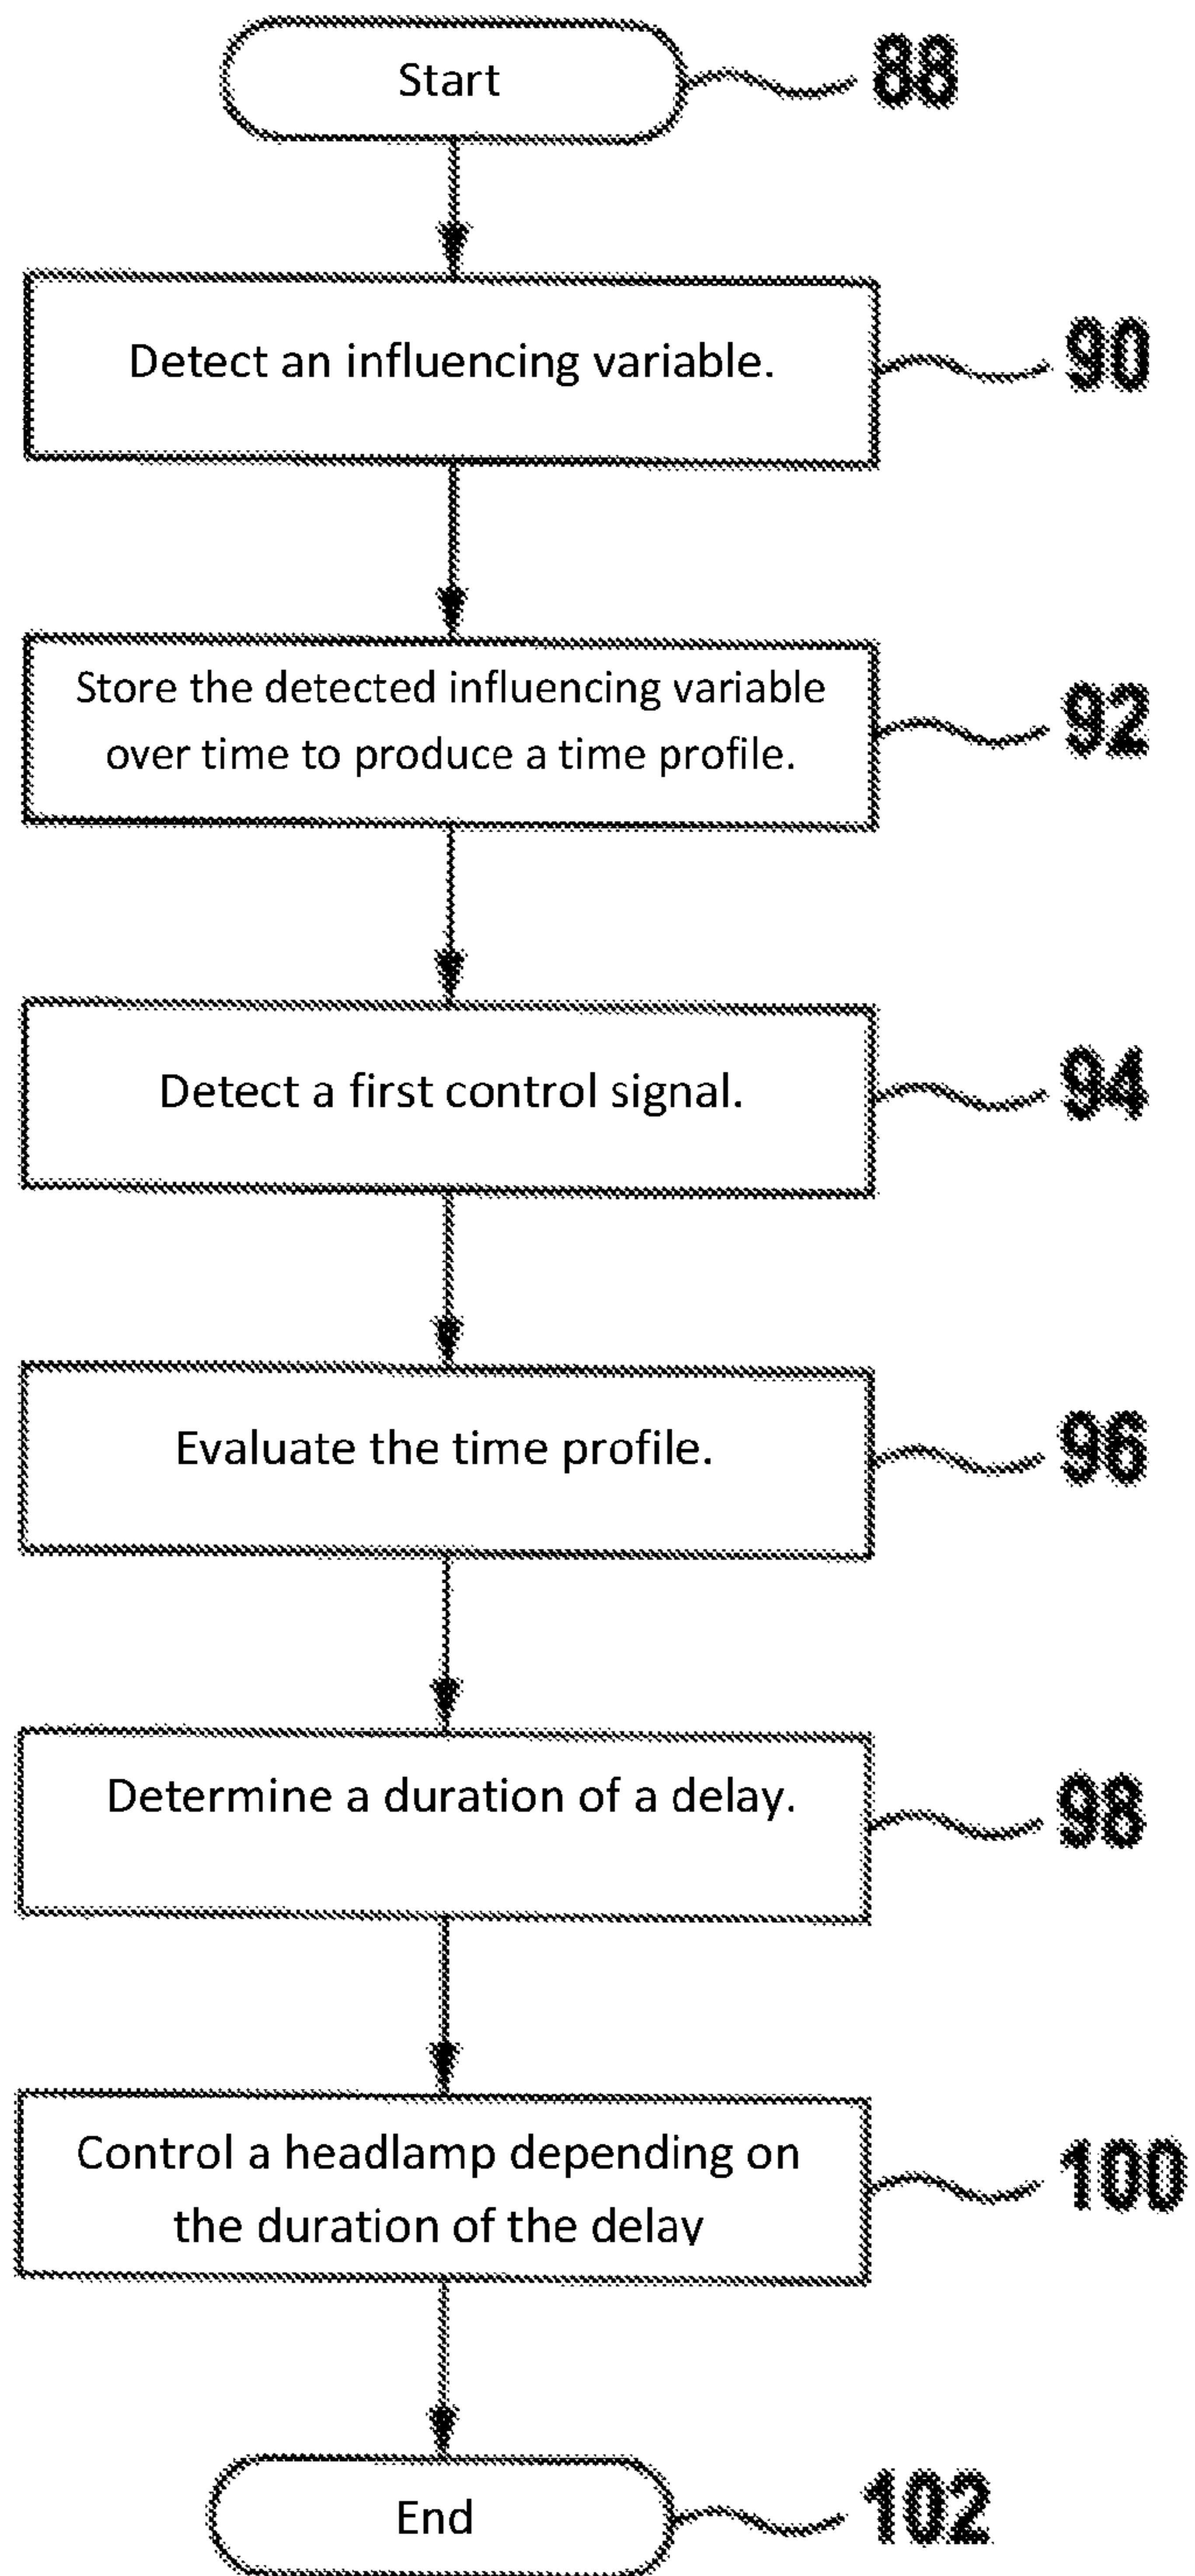 Start
88
Detect an influencing variable.
90
Store the detected influencing variable
over time to produce a time profile.
92
Detect a first control signal.
94
Evaluate the time profile.
96
Determine a duration of a delay.
98
Control a headlamp depending on
the duration of the delay
100
End
102